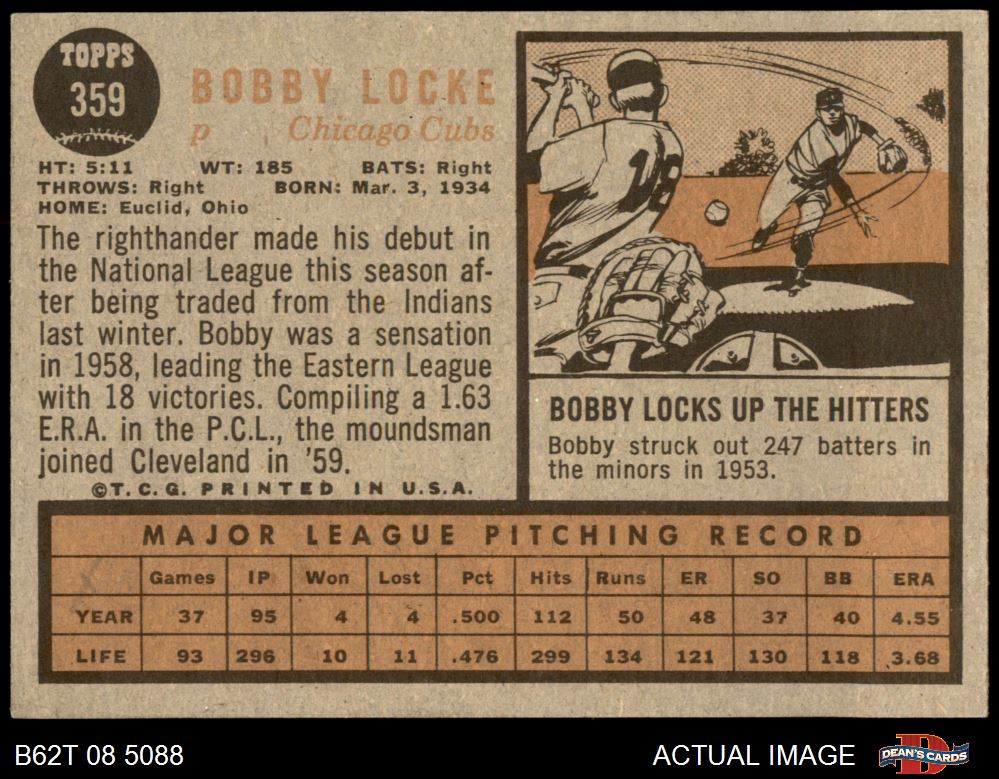 TOPPS
359
BOBBY LOCKE
p Chicago Cubs
HT: 5:11 WT: 185 BATS: Right
THROWS: Right BORN: Mar. 3, 1934
HOME: Euclid, Ohio
The righthander made his debut in
the National League this season af-
ter being traded from the Indians
last winter. Bobby was a sensation
in 1958, leading the Eastern League
with 18 victories. Compiling a 1.63
E.R.A. in the P.C.L., the moundsman
joined Cleveland in '59.
©T.C.G. PRINTED IN U.S.A.
18
BOBBY LOCKS UP THE HITTERS
Bobby struck out 247 batters in
the minors in 1953.
MAJOR LEAGUE PITCHING RECORD
Games IP Won Lost Pct Hits Runs ER SO BB ERA
YEAR 37 95 4 4 .500 112 50 48 37 40 4.55
LIFE 93 296 10 11 .476 299 134 121 130 118 3.68
B62T 08 5088 ACTUAL IMAGE DEAN'S CARDS